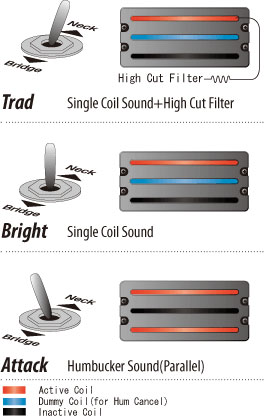 Neck
Bridge
High Cut Filter
Trad Single Coil Sound+High Cut Filter
Neck
Bridge
Bright Single Coil Sound
Neck
Bridge
Attack Humbucker Sound(Parallel)
Active Coil
Dummy Coil(for Hum Cancel)
Inactive Coil